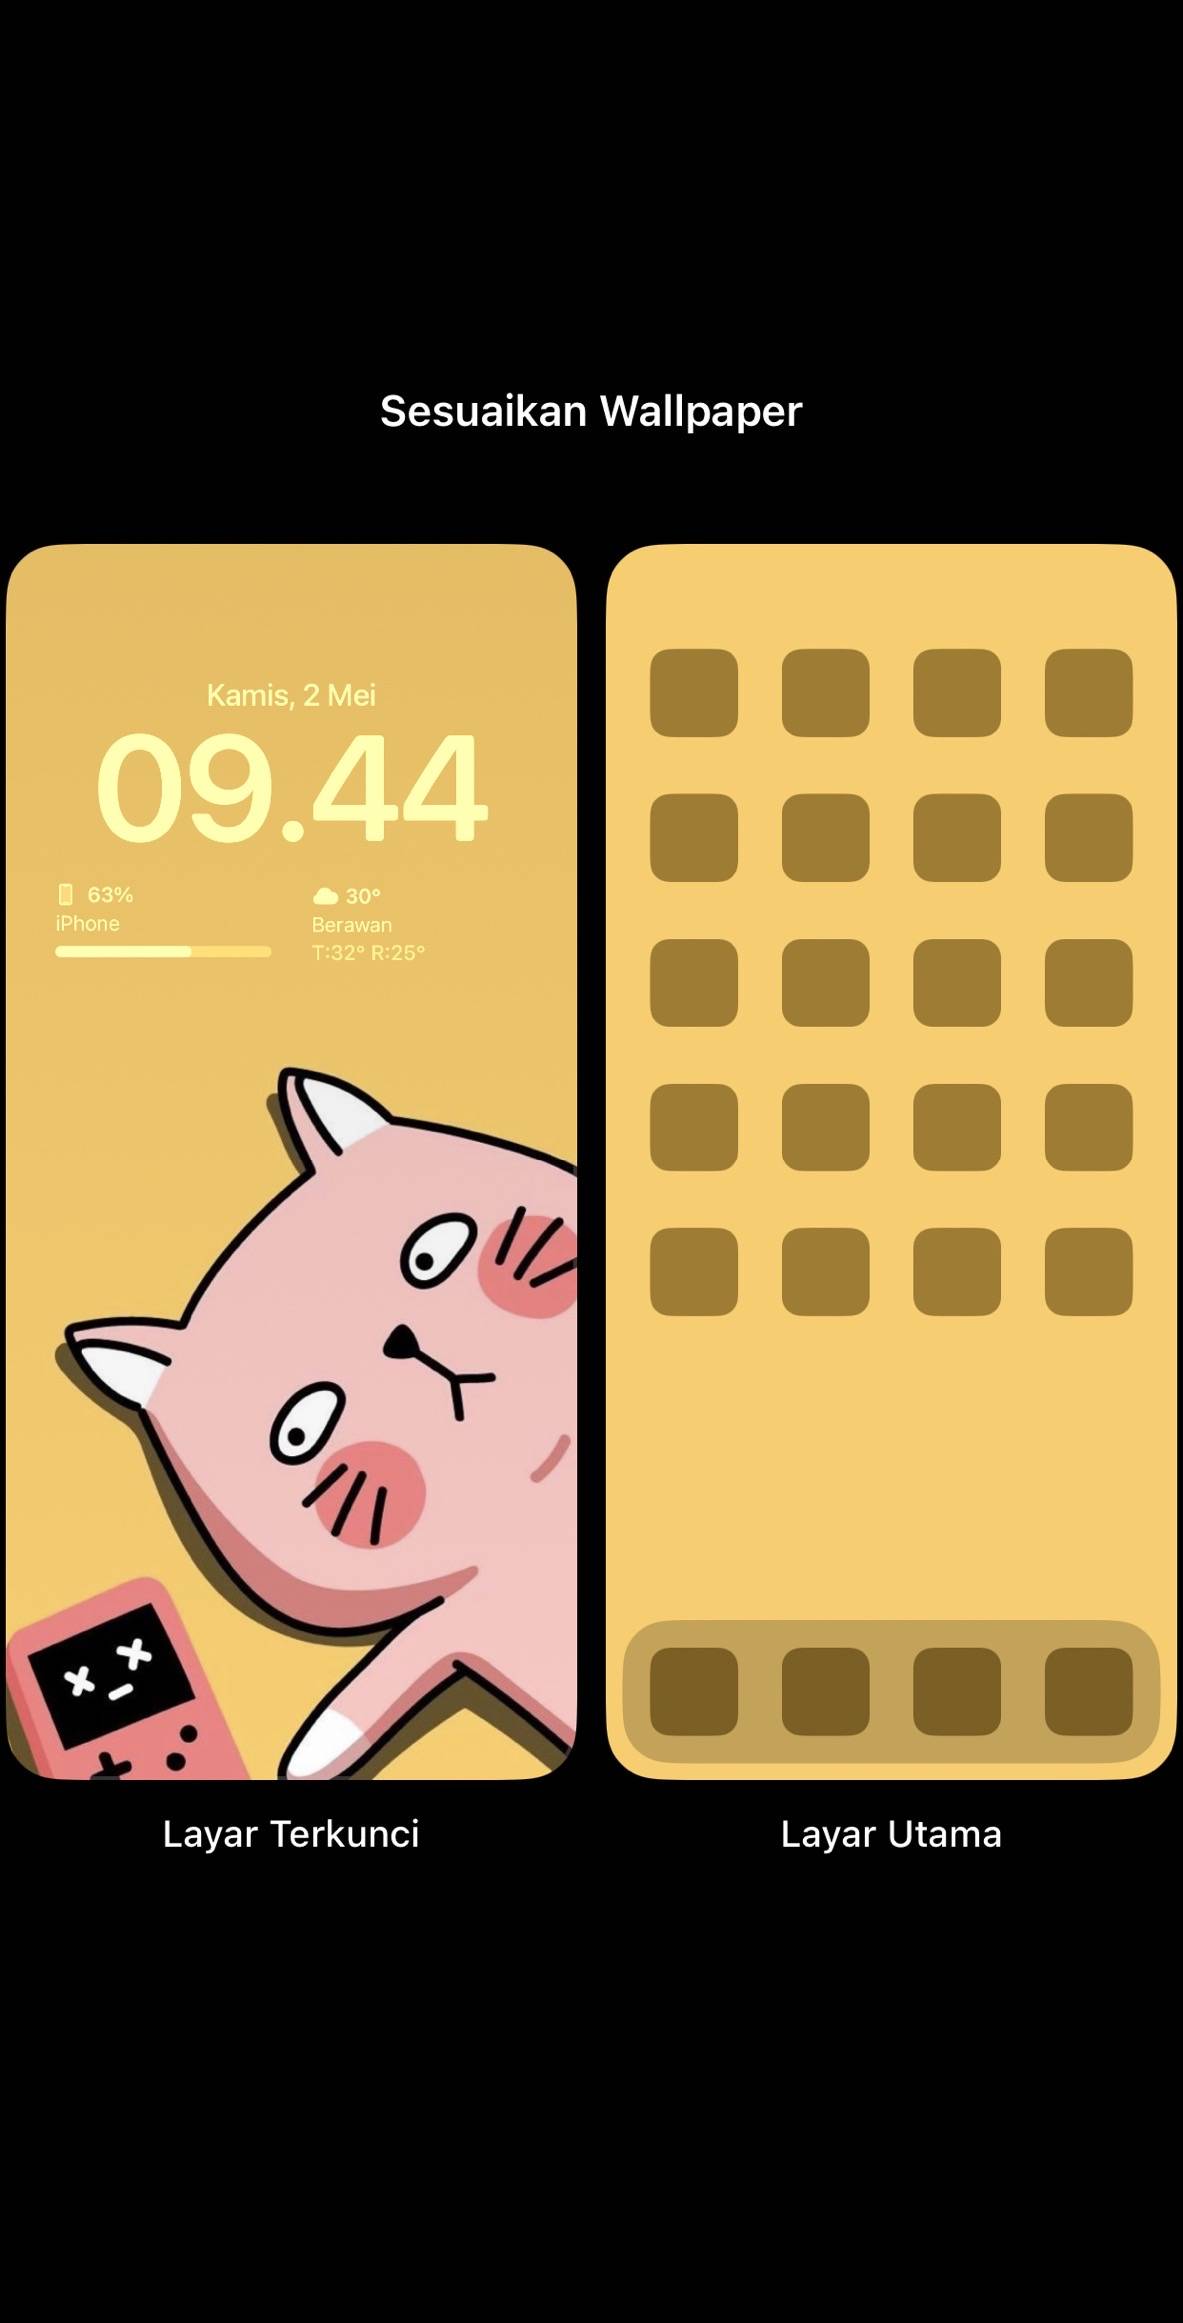 Sesuaikan Wallpaper
Kamis, 2 Mei
09.44
63%
iPhone
30°
Berawan
T:32° R:25°
Layar Terkunci
Layar Utama